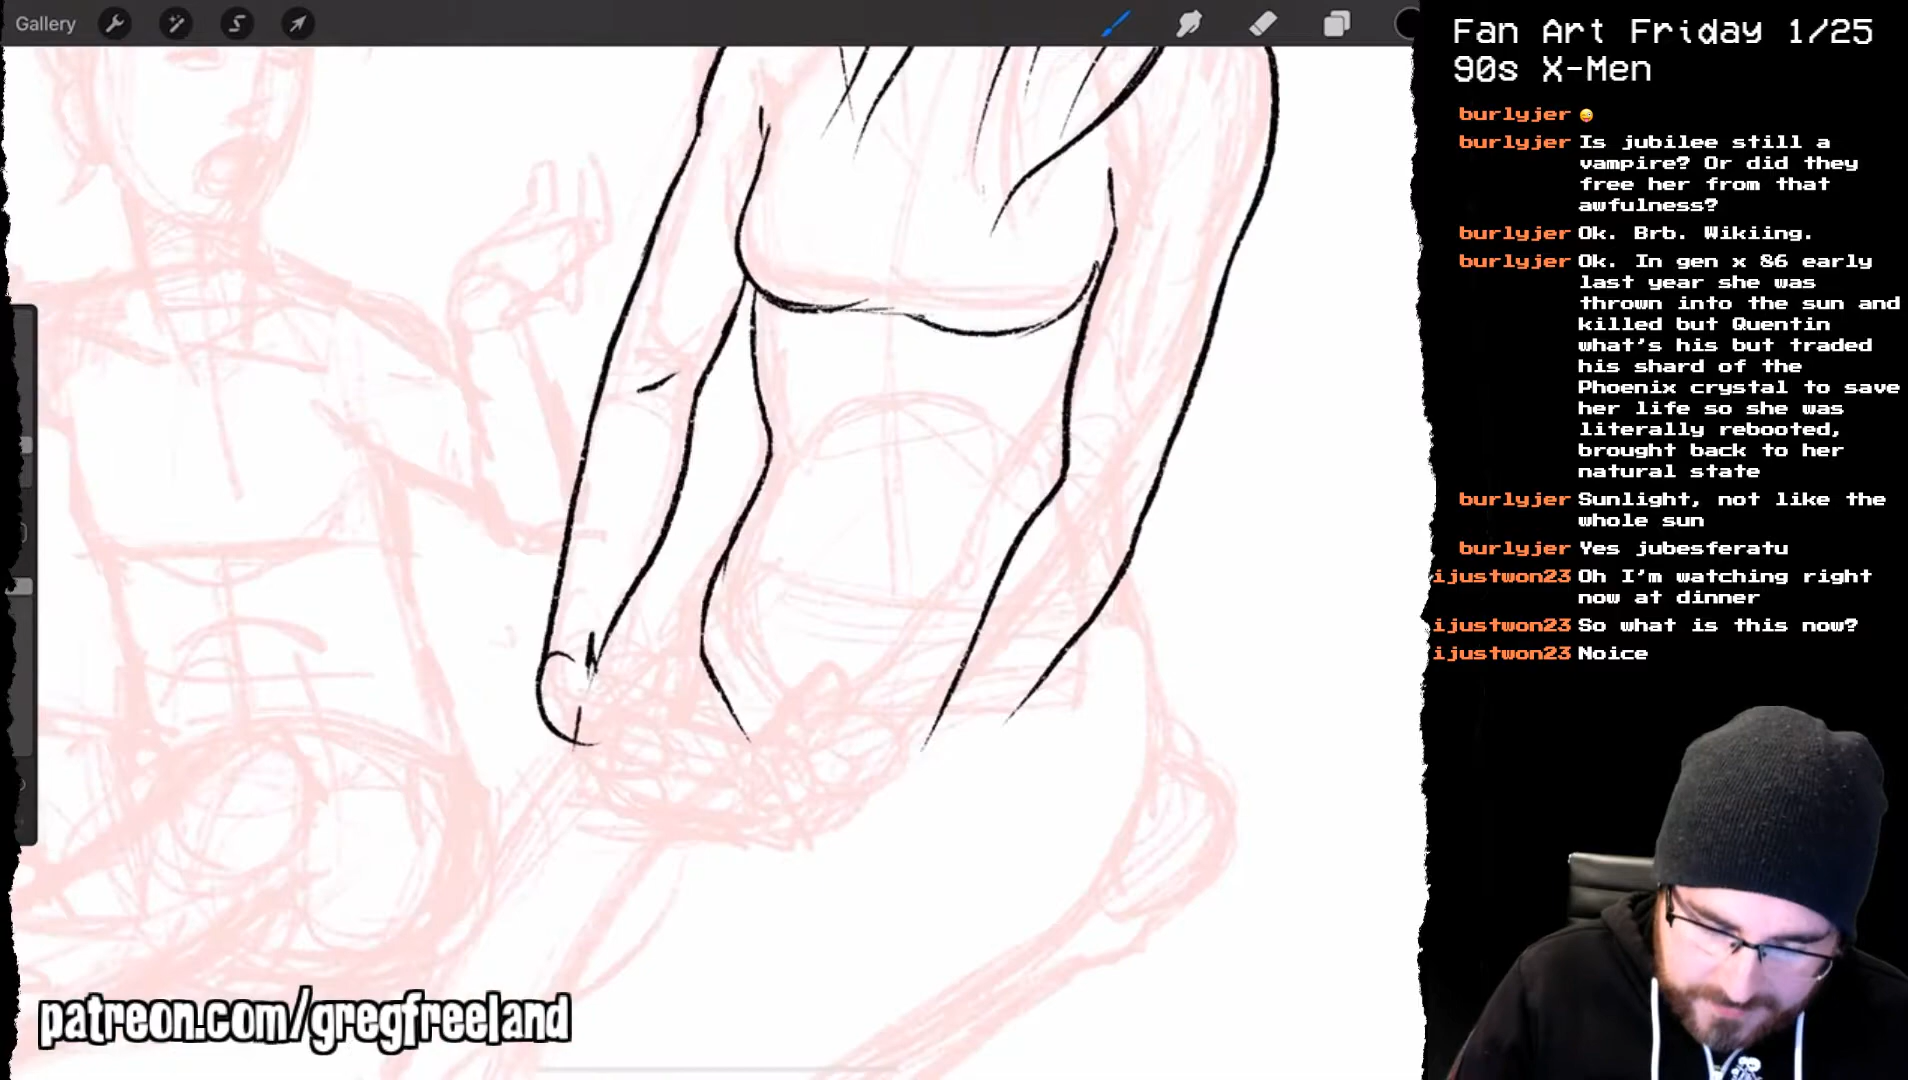 Gallery
Fan Art Friday 1/25
90s X-Men
burlyjer
burlyjer Is jubilee still a
vampire? Or did they
free her from that
awfulness?
burlyjer Ok. Brb. Wikiing.
burlyjer Ok. In gen x 86 early
last year she was
thrown into the sun and
killed but Quentin
what's his but traded
his shard of the
Phoenix crystal to save
her life so she was
literally rebooted,
brought back to her
natural state
burlyjer Sunlight, not like the
whole sun
burlyjer Yes jubesferatu
ijustwon23 Oh I'm watching right
now at dinner
ijustwon23 So what is this now?
ijustwon23 Noice
patreon.com/gregfreeland